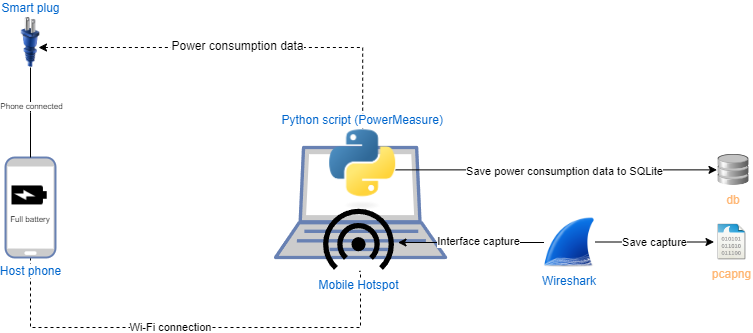 Smart plug
Power consumption data
Phone connected
Python script (PowerMeasure)
Save power consumption data to SQLite
db
Full battery
Interface capture
Save capture
010101
011010
011100
Host phone
Mobile Hotspot
Wireshark
pcapng
Wi-Fi connection